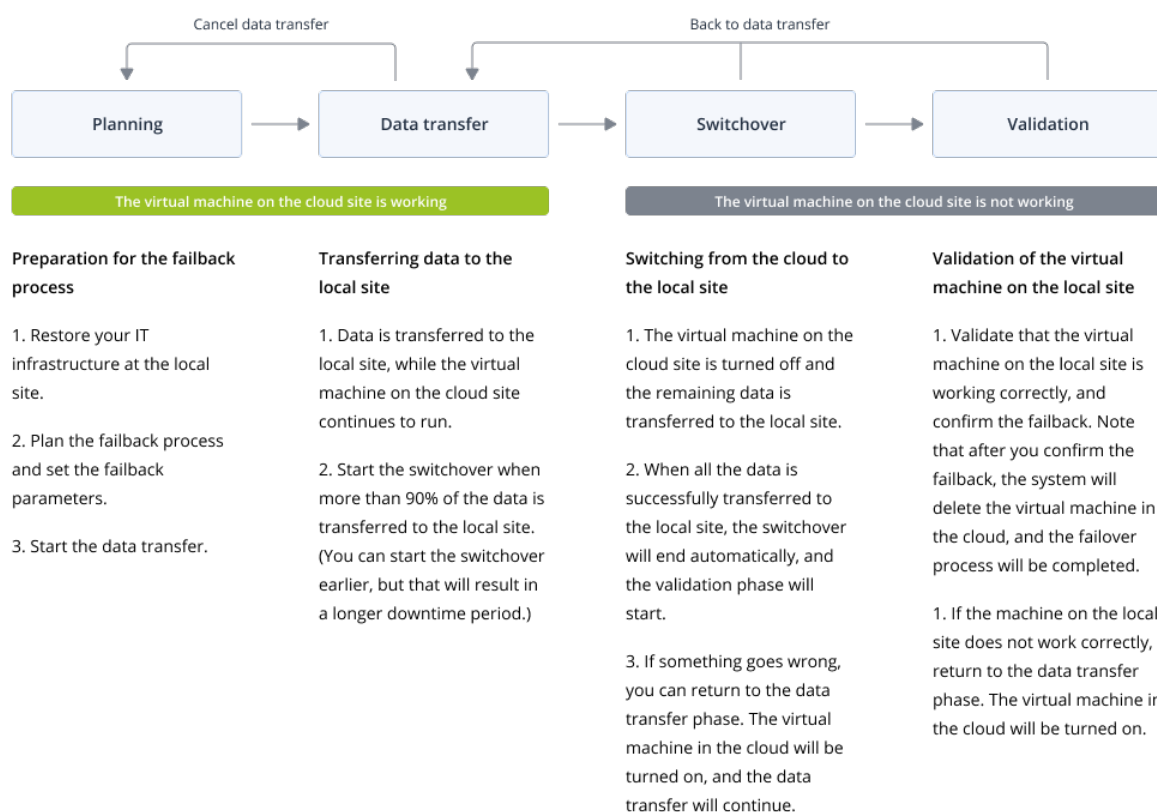 Cancel data transfer
Back to data transfer
Planning
Data transfer
Switchover
Validation
The virtual machine on the cloud site is working
The virtual machine on the cloud site is not working
Preparation for the failback
process
1. Restore your IT
infrastructure at the local
site.
2. Plan the failback process
and set the failback
parameters.
3. Start the data transfer.
Transferring data to the
local site
1. Data is transferred to the
local site, while the virtual
machine on the cloud site
continues to run.
2. Start the switchover when
more than 90% of the data is
transferred to the local site.
(You can start the switchover
earlier, but that will result in
a longer downtime period.)
Switching from the cloud to
the local site
1. The virtual machine on the
cloud site is turned off and
the remaining data is
transferred to the local site.
2. When all the data is
successfully transferred to
the local site, the switchover
will end automatically, and
the validation phase will
start.
3. If something goes wrong,
you can return to the data
transfer phase. The virtual
machine in the cloud will be
turned on, and the data
transfer will continue.
Validation of the virtual
machine on the local site
1. Validate that the virtual
machine on the local site is
working correctly, and
confirm the failback. Note
that after you confirm the
failback, the system will
delete the virtual machine in
the cloud, and the failover
process will be completed.
1. If the machine on the local
site does not work correctly,
return to the data transfer
phase. The virtual machine in
the cloud will be turned on.